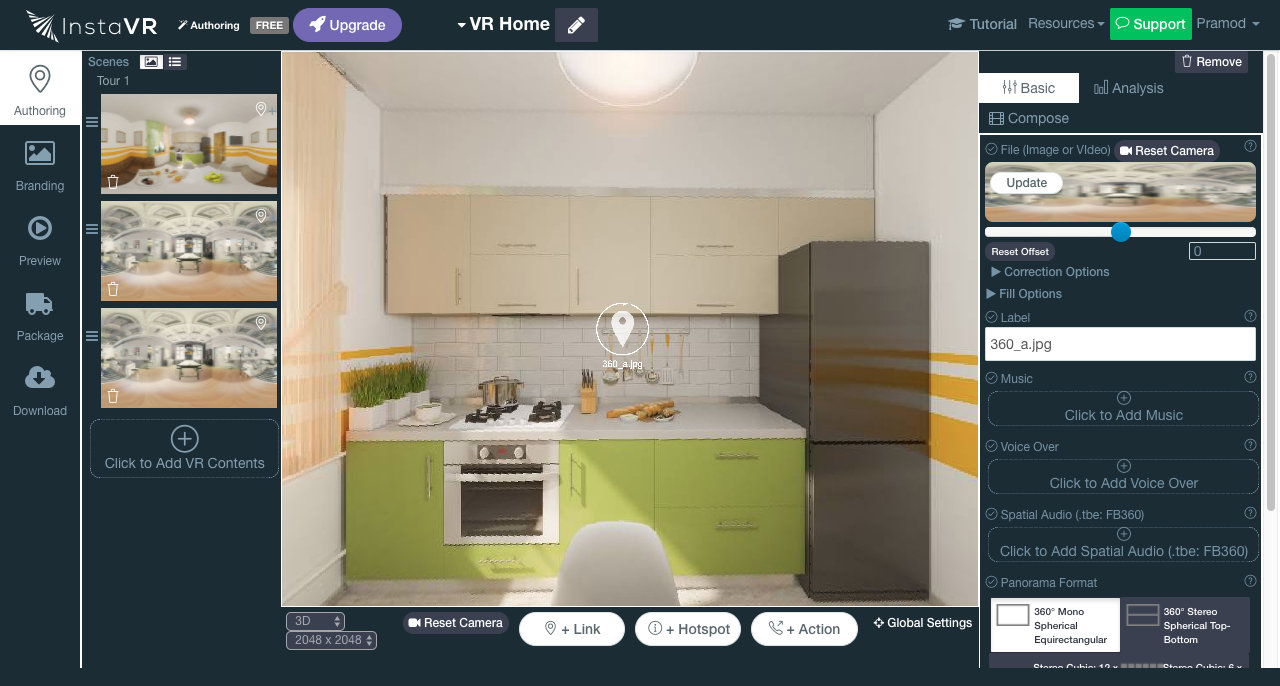 InstaVR
Authoring
FREE
Upgrade
VR Home
Tutorial
Resources
Support
Pramod
Authoring
Branding
Preview
Package
Download
Scenes
Tour 1
+
Click to Add VR Contents
360_a.jpg
3D
2048 x 2048
Reset Camera
+ Link
+ Hotspot
+ Action
Global Settings
Remove
Basic
Analysis
Compose
File (Image or VIdeo)
Reset Camera
Update
Reset Offset
0
Correction Options
Fill Options
Label
360_a.jpg
Music
Click to Add Music
Voice Over
Click to Add Voice Over
Spatial Audio (.tbe: FB360)
Click to Add Spatial Audio (.tbe: FB360)
Panorama Format
360° Mono
Spherical
Equirectangular
360° Stereo
Spherical Top-
Bottom
Stereo Cubic: 12 x
Stereo Cubic: 6 x